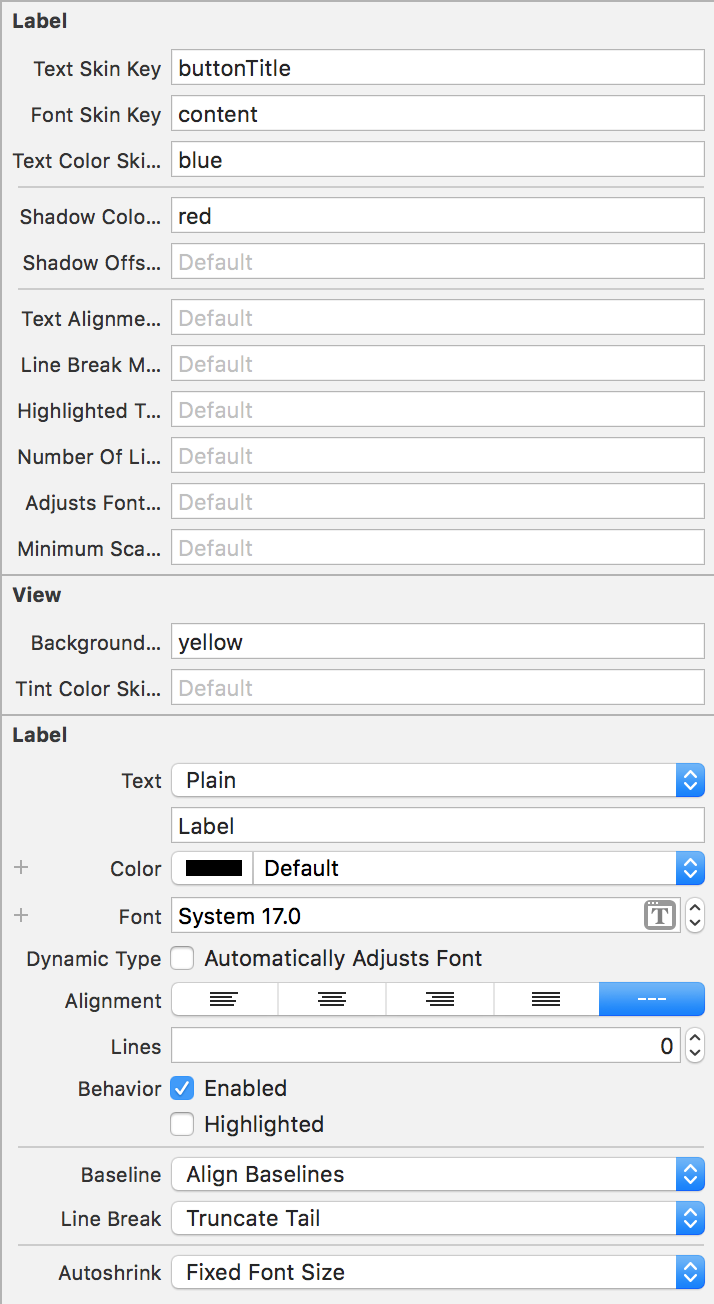 Label
Text Skin Key buttonTitle
Font Skin Key content
Text Color Ski... blue
Shadow Colo... red
Shadow Offs... Default
Text Alignme... Default
Line Break M... Default
Highlighted T... Default
Number Of Li... Default
Adjusts Font... Default
Minimum Sca... Default
View
Background... yellow
Tint Color Ski... Default
Label
Text Plain
Label
+ Color Default
+ Font System 17.0 T
Dynamic Type Automatically Adjusts Font
Alignment ---
Lines 0
Behavior Enabled
Highlighted
Baseline Align Baselines
Line Break Truncate Tail
Autoshrink Fixed Font Size